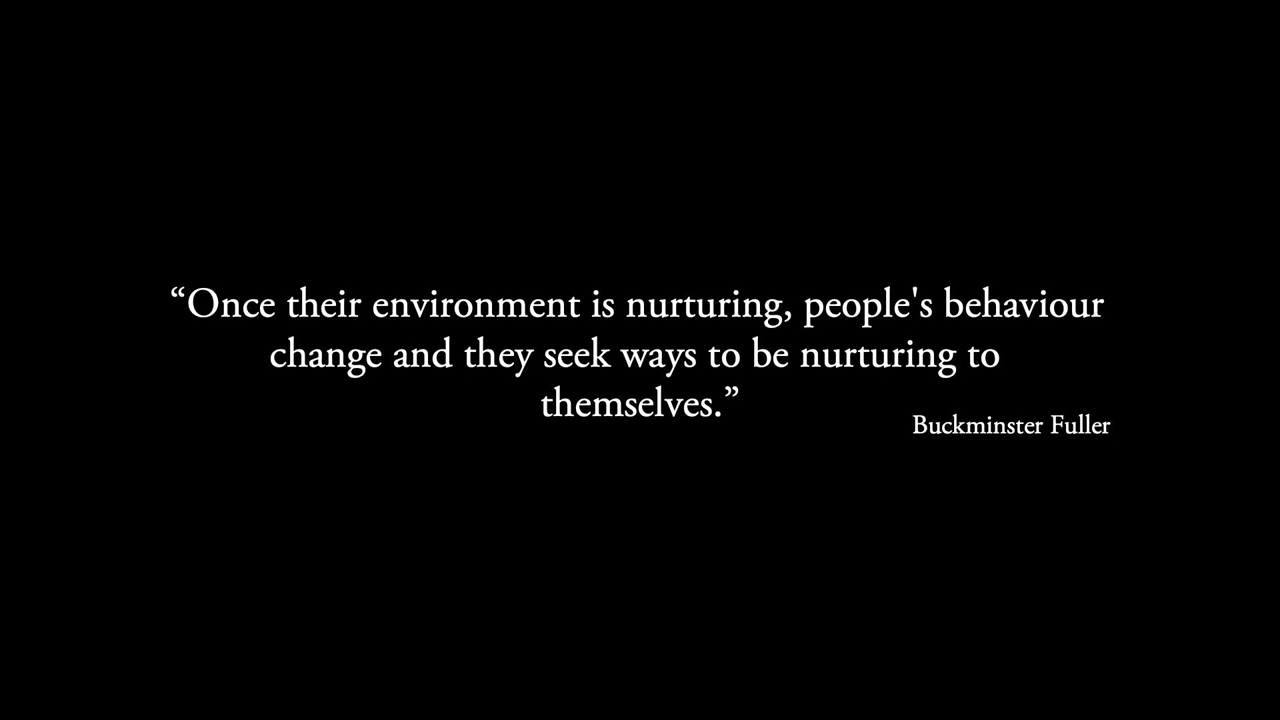 “Once their environment is nurturing, people's behaviour
change and they seek ways to be nurturing to
themselves.”
Buckminster Fuller